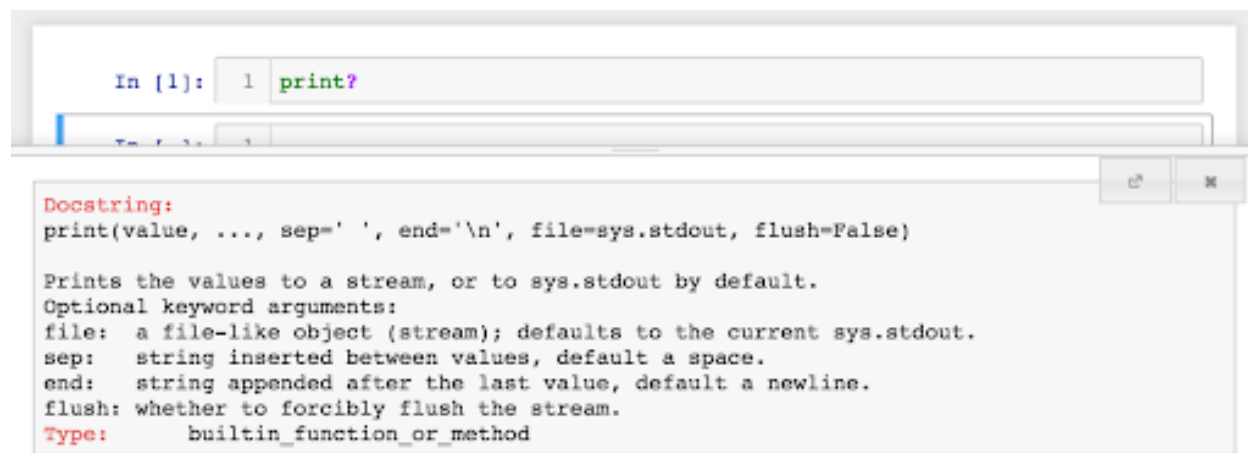 In [1]: 1 print?
1
Docstring:
print(value, ..., sep=' ', end='\n', file=sys.stdout, flush=False)
Prints the values to a stream, or to sys.stdout by default.
Optional keyword arguments:
file:  a file-like object (stream); defaults to the current sys.stdout.
sep:   string inserted between values, default a space.
end:   string appended after the last value, default a newline.
flush: whether to forcibly flush the stream.
Type:      builtin_function_or_method